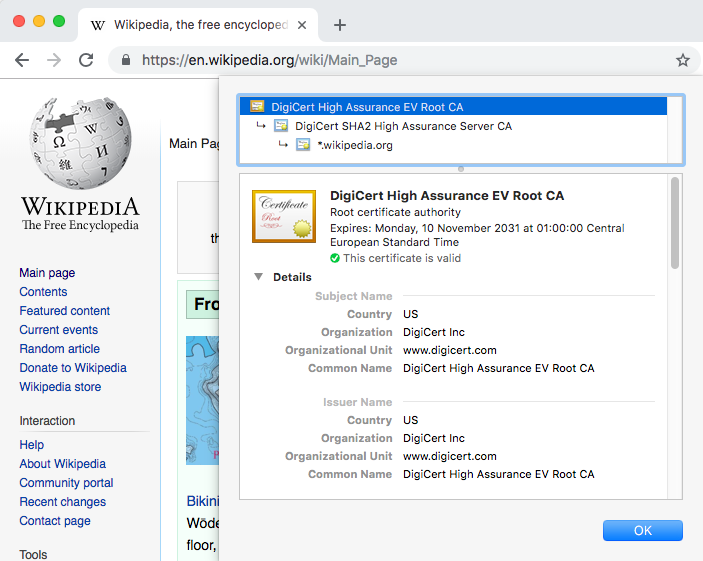 Wikipedia, the free encycloped
https://en.wikipedia.org/wiki/Main_Page
WIKIPEDIA
The Free Encyclopedia
Main page
Contents
Featured content
Current events
Random article
Donate to Wikipedia
Wikipedia store
Interaction
Help
About Wikipedia
Community portal
Recent changes
Contact page
Tools
Main Pag
th
Fro
Bikini
Wöde
floor,
DigiCert High Assurance EV Root CA
DigiCert SHA2 High Assurance Server CA
*.wikipedia.org
Certificate
Root
DigiCert High Assurance EV Root CA
Root certificate authority
Expires: Monday, 10 November 2031 at 01:00:00 Central
European Standard Time
This certificate is valid
Details
Subject Name
Country US
Organization DigiCert Inc
Organizational Unit www.digicert.com
Common Name DigiCert High Assurance EV Root CA
Issuer Name
Country US
Organization DigiCert Inc
Organizational Unit www.digicert.com
Common Name DigiCert High Assurance EV Root CA
OK